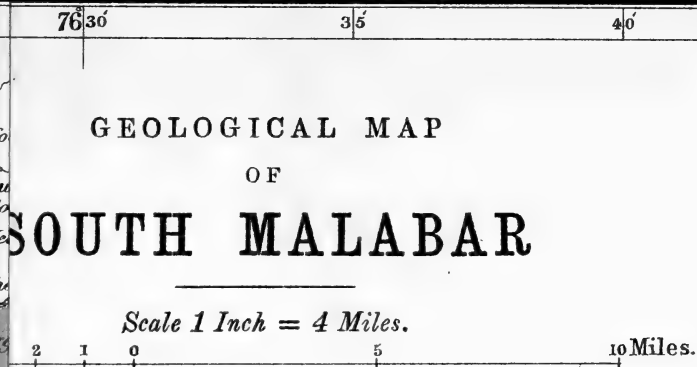 76° 30' 35' 40'
GEOLOGICAL MAP
OF
SOUTH MALABAR
Scale 1 Inch = 4 Miles.
2 1 0 5 10 Miles.